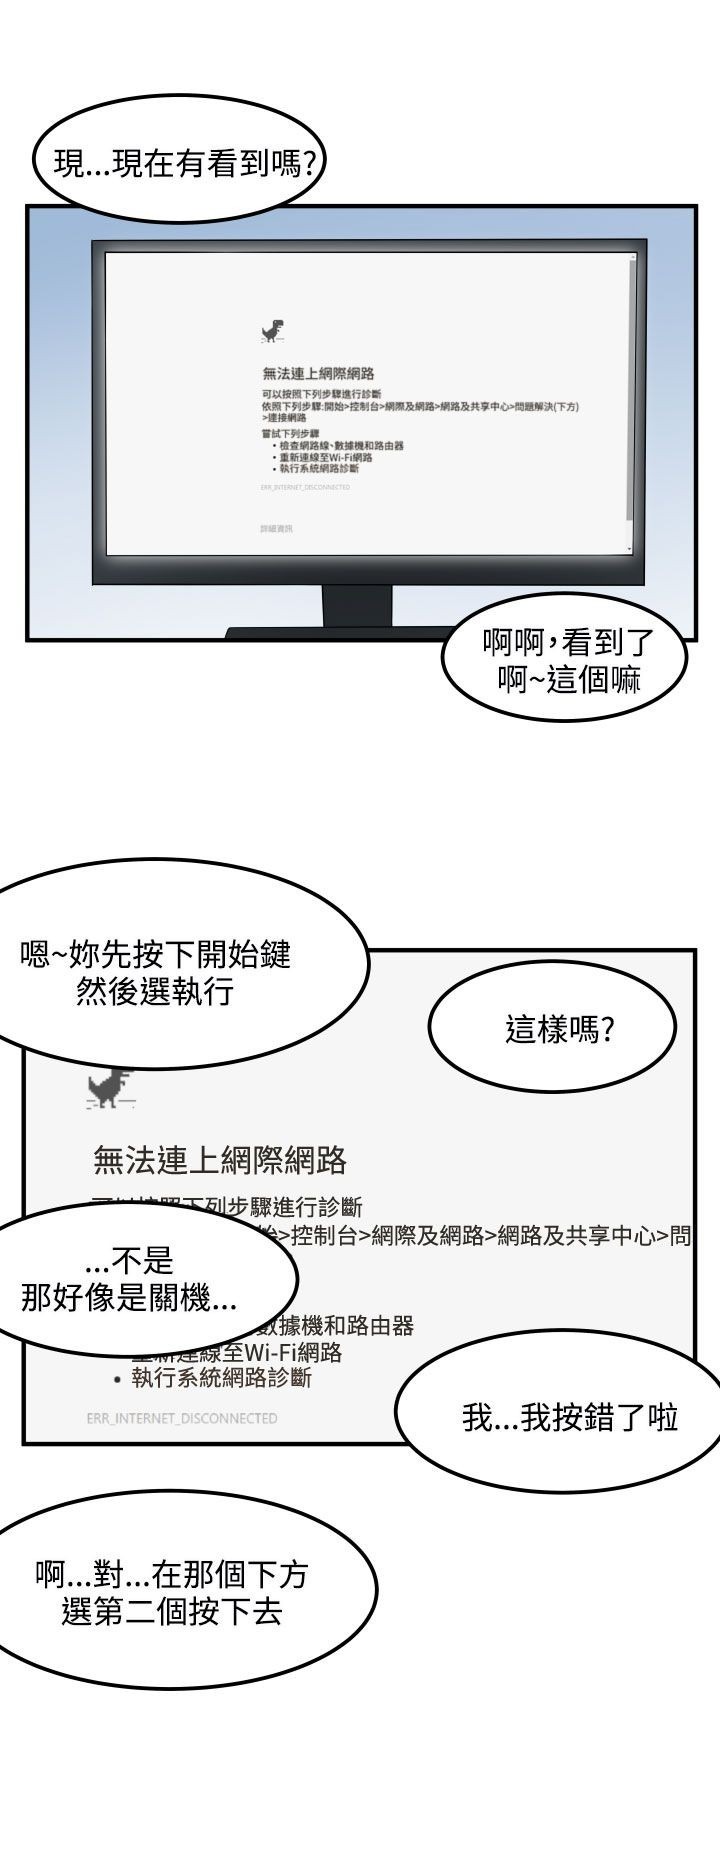 現...現在有看到嗎?
無法連上網際網路
可以按照下列步驟進行診斷
依照下列步驟:開始>控制台>網際及網路>網路及共享中心>問題解決(下方)
>連接網路
嘗試下列步驟
• 檢查網路線、數據機和路由器
• 重新連線至Wi-Fi網路
• 執行系統網路診斷
ERR_INTERNET_DISCONNECTED
詳細資訊
啊啊,看到了
啊~這個嘛
嗯~妳先按下開始鍵
然後選執行
這樣嗎?
無法連上網際網路
下列步驟進行診斷
>控制台>網際及網路>網路及共享中心>問
...不是
那好像是關機...
數據機和路由器
重新連線至Wi-Fi網路
• 執行系統網路診斷
ERR_INTERNET_DISCONNECTED
我...我按錯了啦
啊...對...在那個下方
選第二個按下去